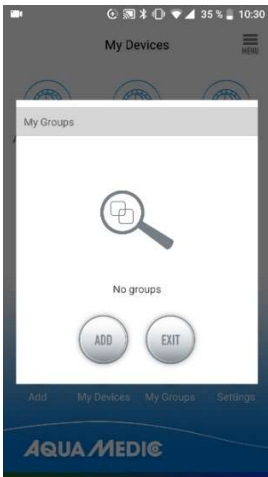 35 % 10:30
My Devices
MENU
My Groups
No groups
ADD EXIT
Add My Devices My Groups Settings
AQUA MEDIC